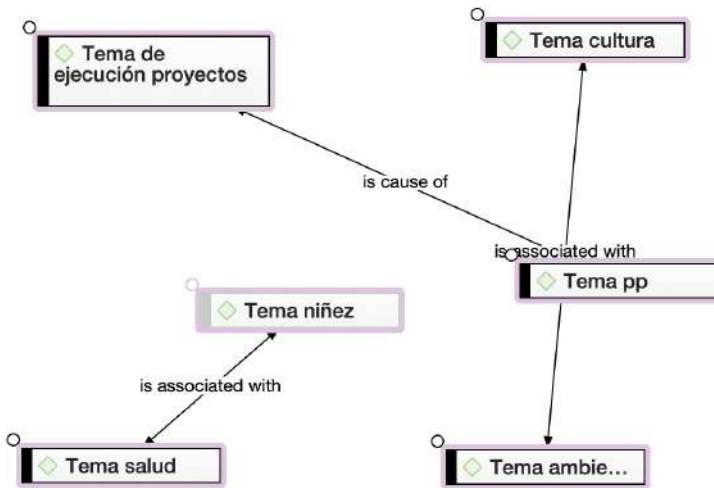 Tema de
ejecución proyectos
Tema cultura
is cause of
is associated with
Tema pp
Tema niñez
is associated with
Tema salud
Tema ambie...